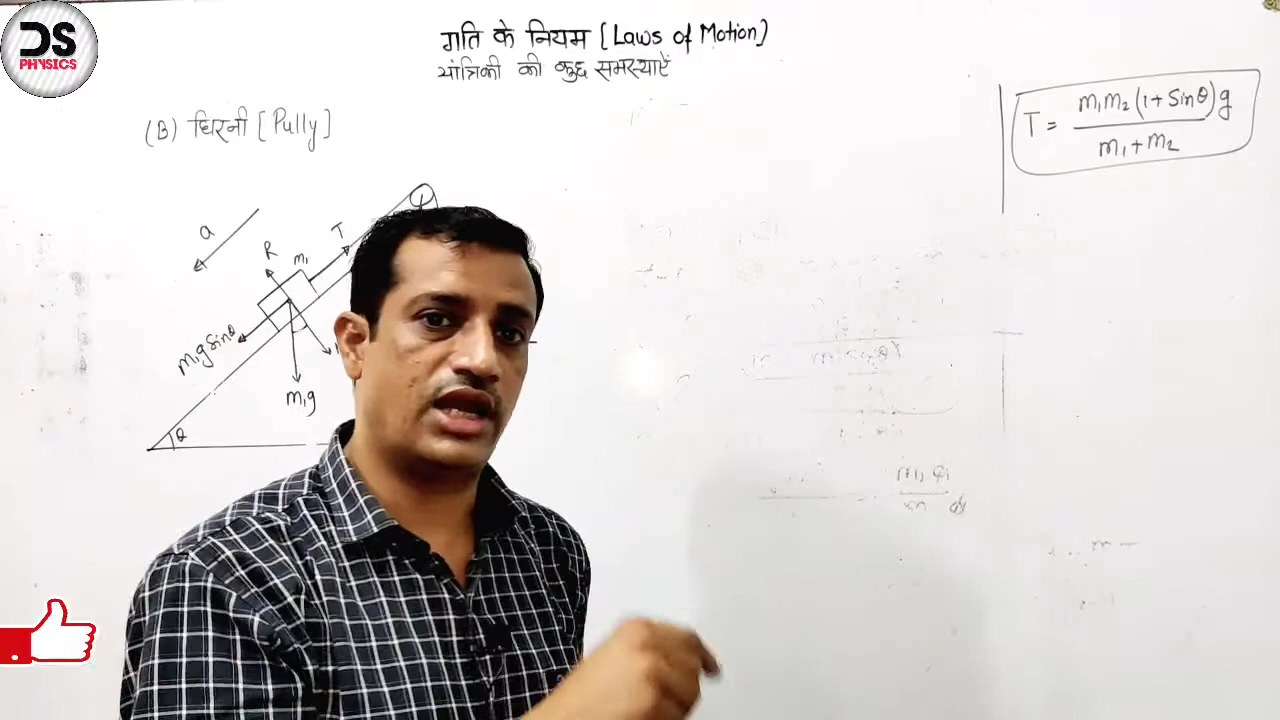 DS
PHYSICS
गति के नियम [Laws of Motion]
यांत्रिकी की कुछ समस्याऐं
(B) घिरनी [Pully]
T = m₁m₂(1+Sinθ)g / m₁+m₂
a
R
m₁
T
m₁g Sinθ
m₁g
θ